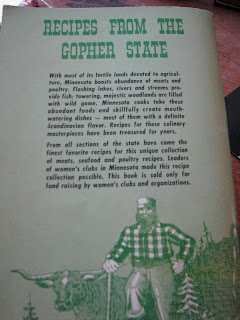 RECIPES FROM THE
GOPHER STATE
With most of its fertile lands devoted to agricul-
ture, Minnesota boasts abundance of meats and
poultry. Flashing lakes, rivers and streams pro-
vide fish; towering, majestic woodlands are filled
with wild game. Minnesota cooks take these
abundant foods and skillfully create mouth-
watering dishes — most of them with a definite
Scandinavian flavor. Recipes for these culinary
masterpieces have been treasured for years.
From all sections of the state have come the
finest favorite recipes for this unique collection
of meats, seafood and poultry recipes. Leaders
of women's clubs in Minnesota made this recipe
collection possible. This book is sold only for
fund raising by women's clubs and organizations.